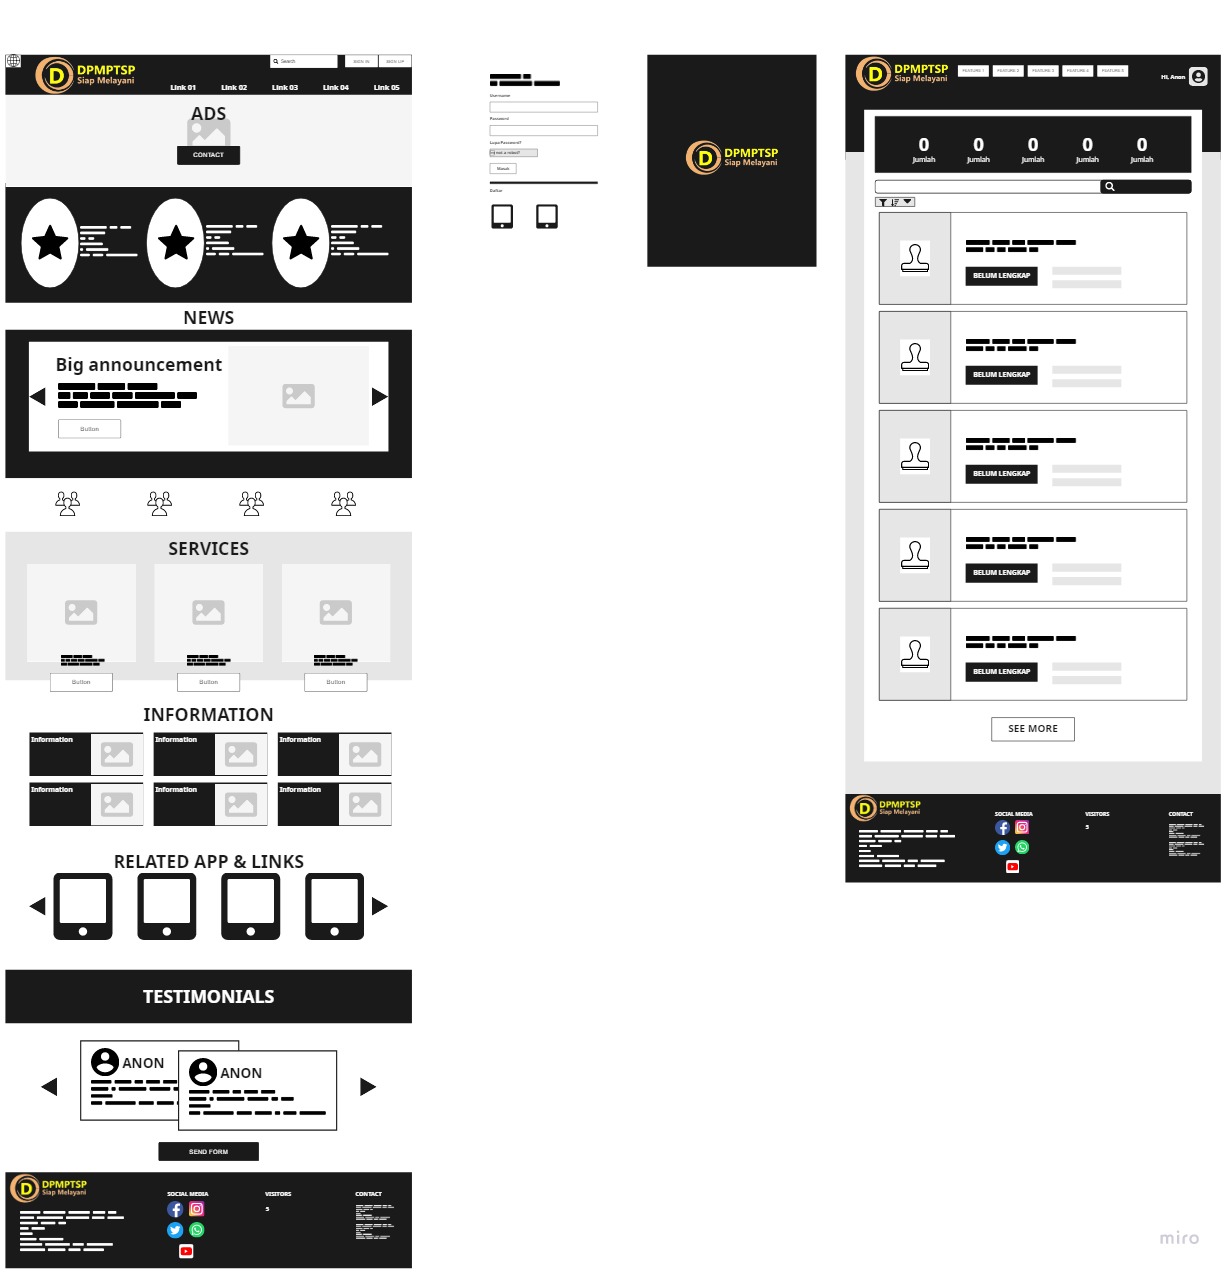 DPMPTSP
Siap Melayani
Search
SIGN IN
SIGN UP
Link 01
Link 02
Link 03
Link 04
Link 05
ADS
CONTACT
NEWS
Big announcement
Button
SERVICES
Button
Button
Button
INFORMATION
Information
Information
Information
Information
Information
Information
RELATED APP & LINKS
TESTIMONIALS
ANON
ANON
SEND FORM
DPMPTSP
Siap Melayani
SOCIAL MEDIA
VISITORS
5
CONTACT
Username
Password
Lupa Password?
not a robot?
Masuk
Daftar
DPMPTSP
Siap Melayani
DPMPTSP
Siap Melayani
FEATURE 1
FEATURE 2
FEATURE 3
FEATURE 4
FEATURE 5
Hi, Anon
0
Jumlah
0
Jumlah
0
Jumlah
0
Jumlah
0
Jumlah
BELUM LENGKAP
BELUM LENGKAP
BELUM LENGKAP
BELUM LENGKAP
BELUM LENGKAP
SEE MORE
DPMPTSP
Siap Melayani
SOCIAL MEDIA
VISITORS
5
CONTACT
miro